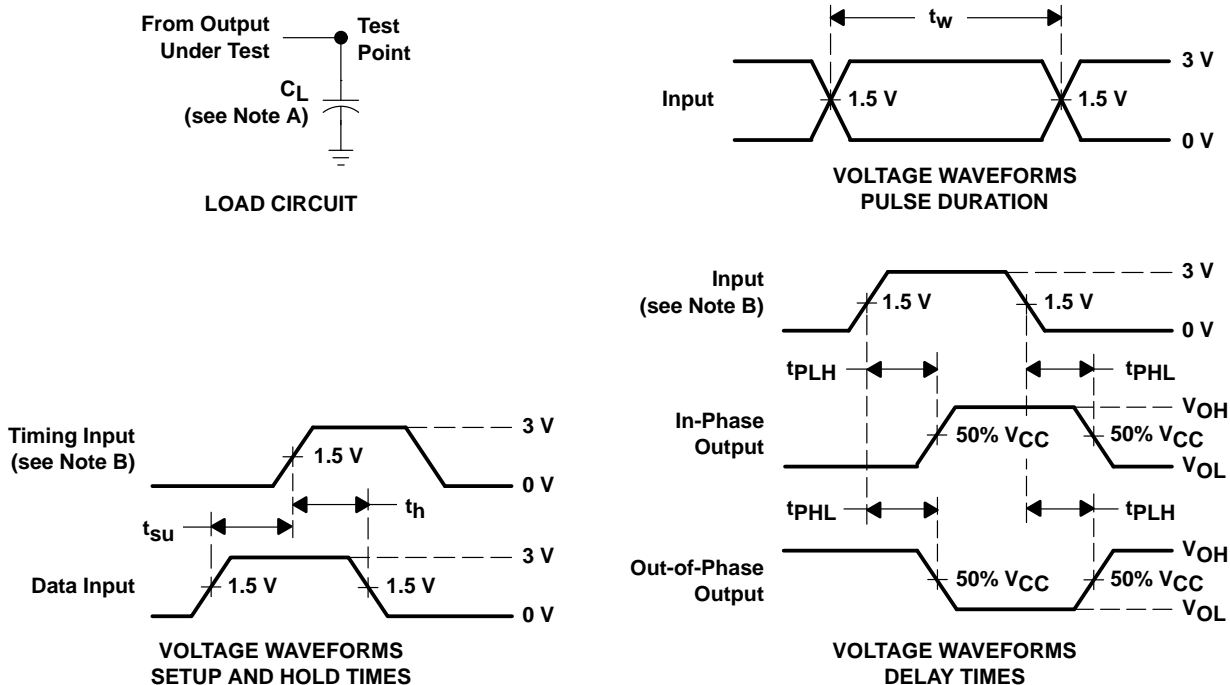 From Output
Under Test
Test
Point
CL
(see Note A)
LOAD CIRCUIT
tw
3 V
Input
1.5 V
1.5 V
0 V
VOLTAGE WAVEFORMS
PULSE DURATION
Timing Input
(see Note B)
3 V
1.5 V
0 V
th
tsu
3 V
Data Input
1.5 V
1.5 V
0 V
VOLTAGE WAVEFORMS
SETUP AND HOLD TIMES
Input
(see Note B)
3 V
1.5 V
1.5 V
0 V
tPLH
tPHL
In-Phase
Output
VOH
50% VCC
50% VCC
VOL
tPHL
tPLH
Out-of-Phase
Output
VOH
50% VCC
50% VCC
VOL
VOLTAGE WAVEFORMS
DELAY TIMES